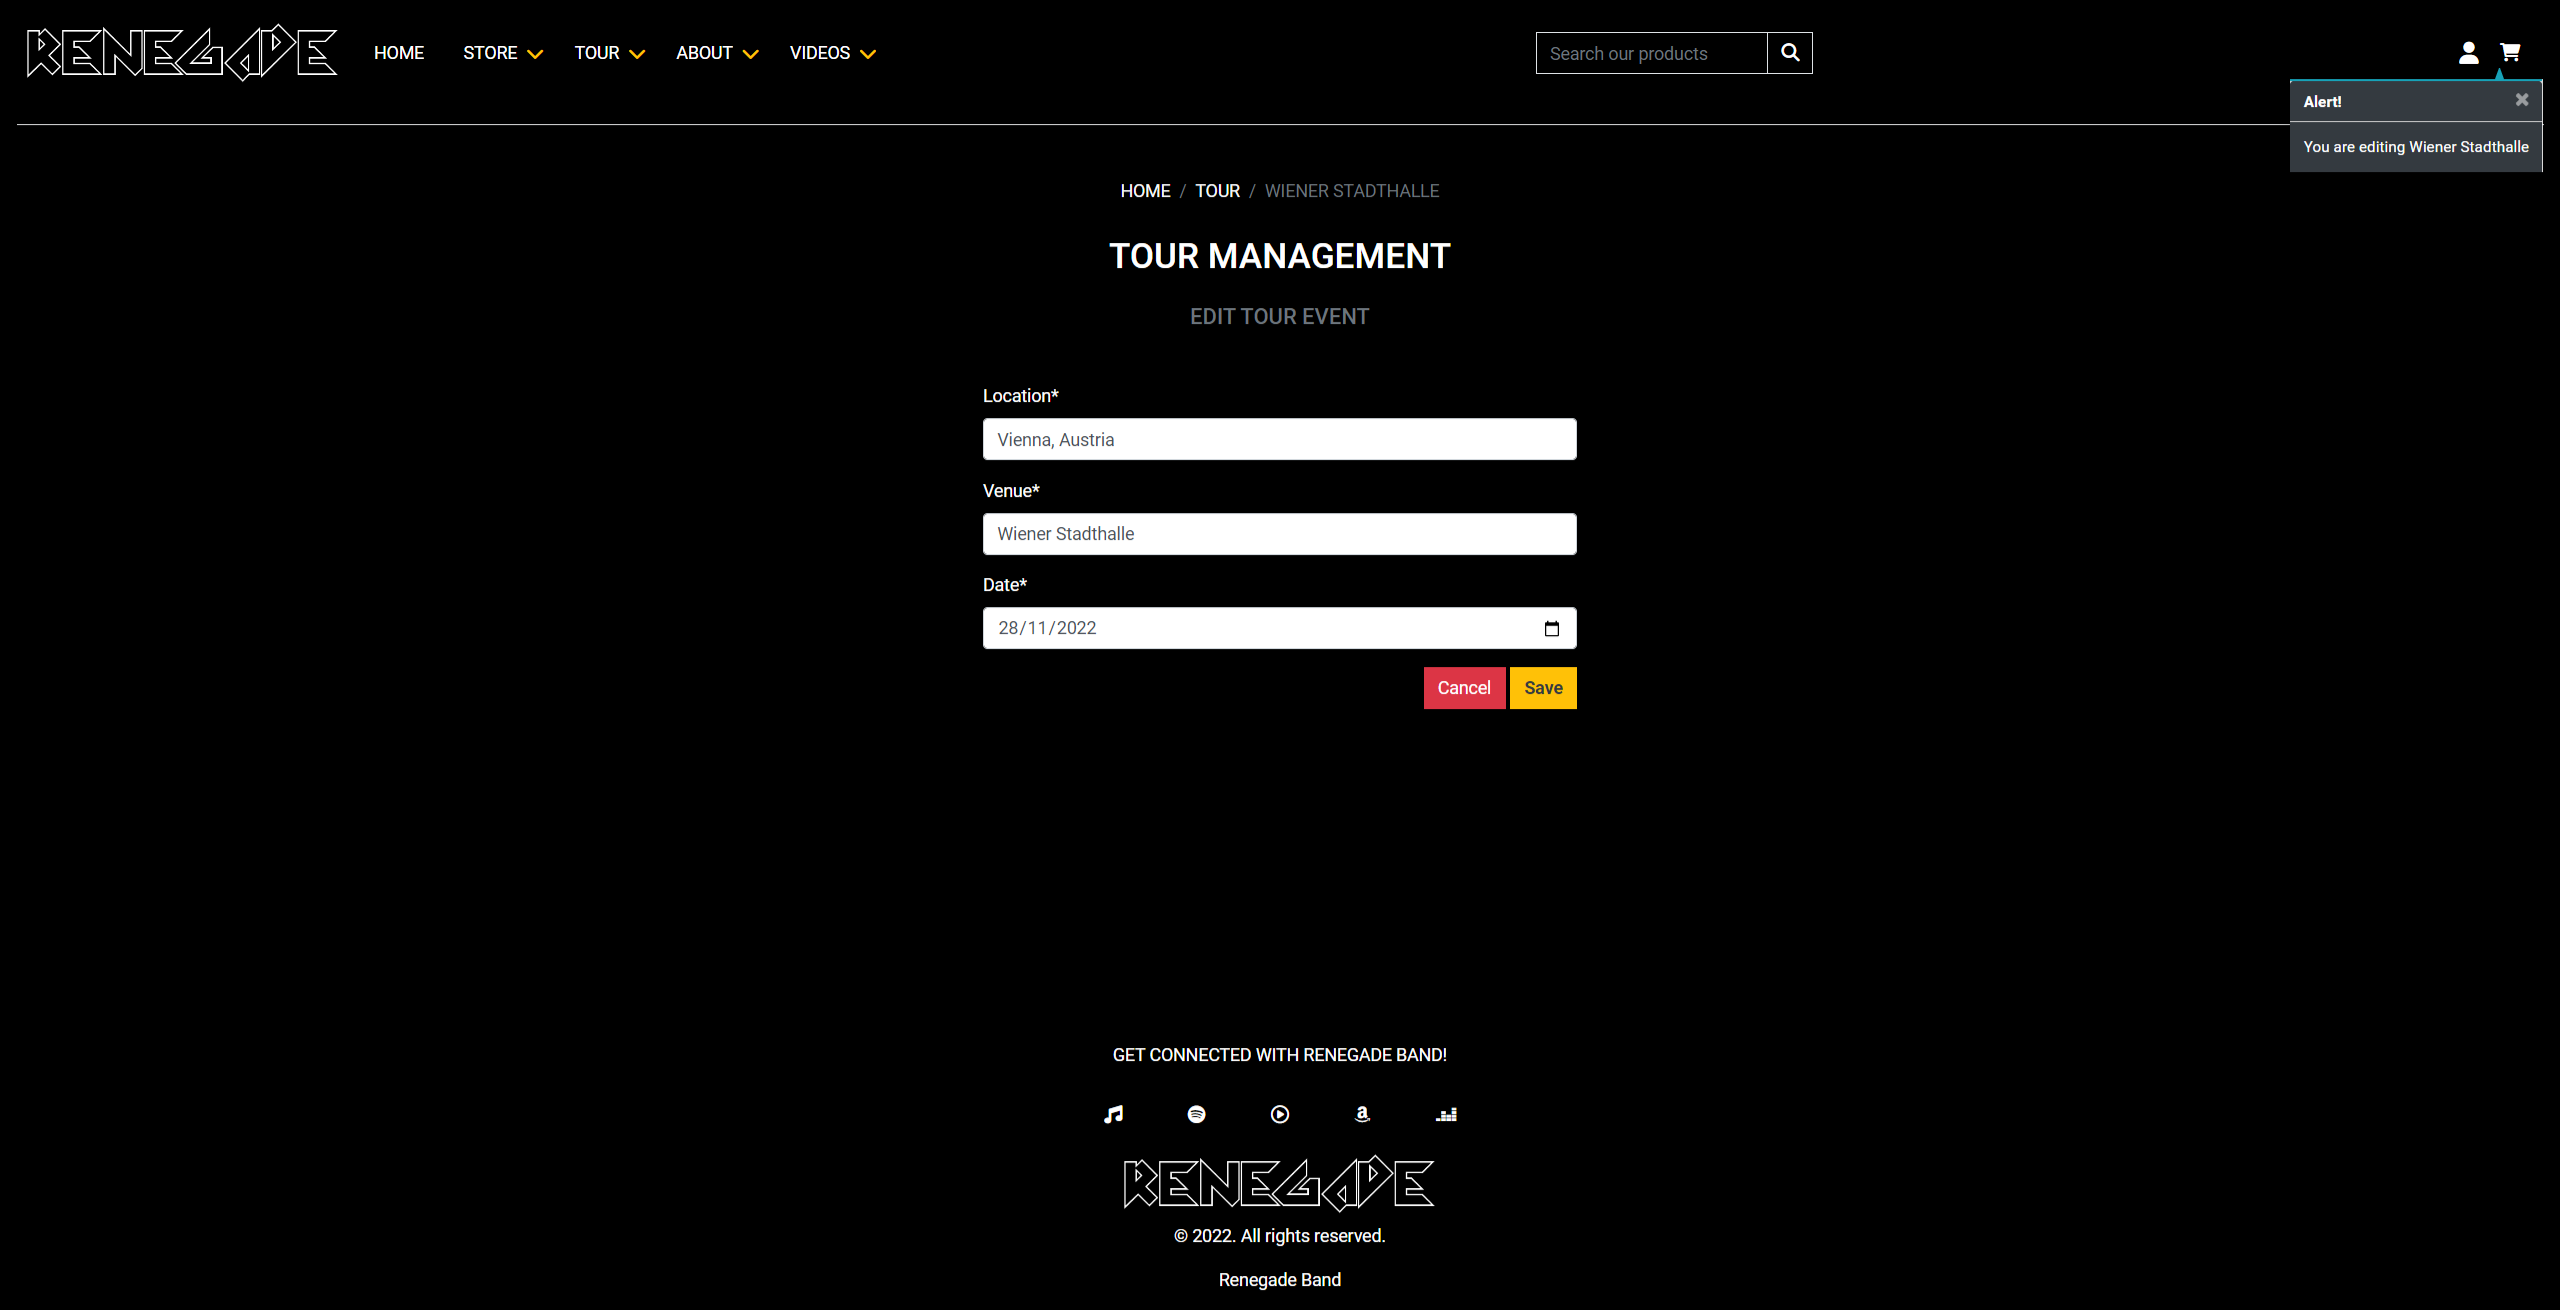 RENEGADE HOME STORE TOUR ABOUT VIDEOS Search our products
Alert!
You are editing Wiener Stadthalle
HOME / TOUR / WIENER STADTHALLE
TOUR MANAGEMENT
EDIT TOUR EVENT
Location*
Vienna, Austria
Venue*
Wiener Stadthalle
Date*
28/11/2022
Cancel Save
GET CONNECTED WITH RENEGADE BAND!
RENEGADE
© 2022. All rights reserved.
Renegade Band